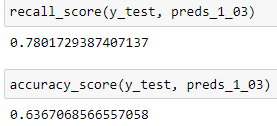 recall_score(y_test, preds_1_03)
0.7801729387407137
accuracy_score(y_test, preds_1_03)
0.6367068566557058